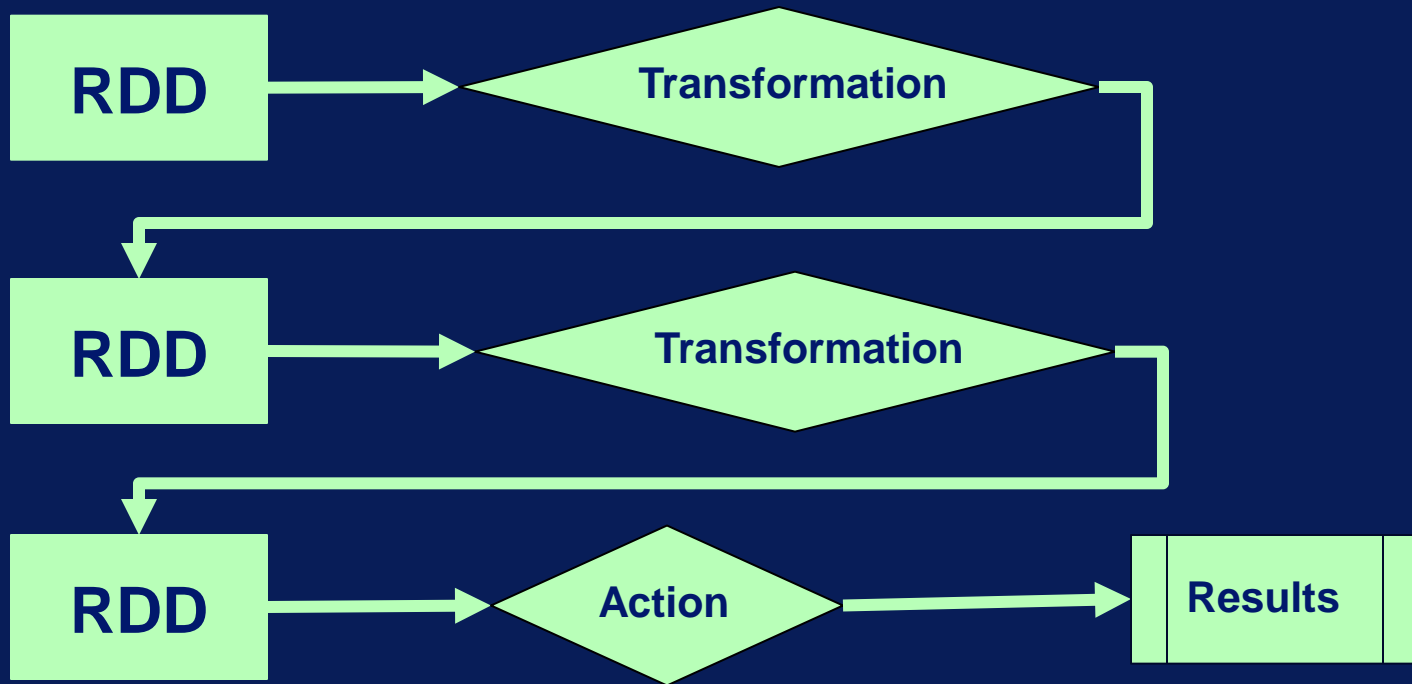 RDD
Transformation
RDD
Transformation
RDD
Action
Results